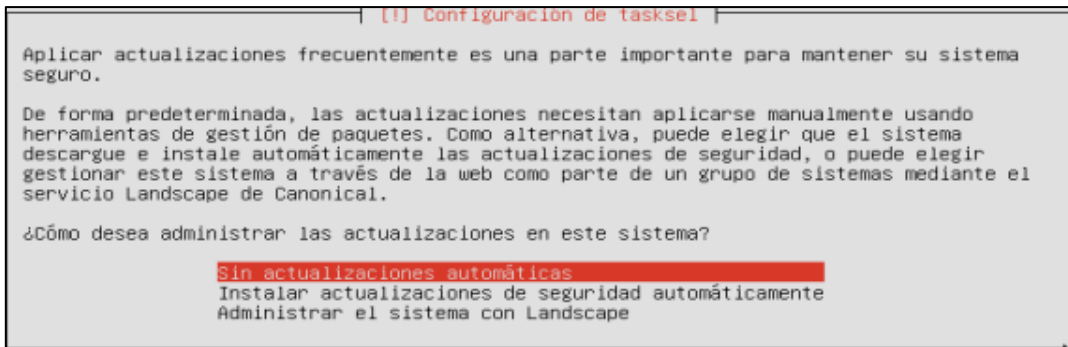 [!] Configuración de tasksel
Aplicar actualizaciones frecuentemente es una parte importante para mantener su sistema
seguro.
De forma predeterminada, las actualizaciones necesitan aplicarse manualmente usando
herramientas de gestión de paquetes. Como alternativa, puede elegir que el sistema
descargue e instale automáticamente las actualizaciones de seguridad, o puede elegir
gestionar este sistema a través de la web como parte de un grupo de sistemas mediante el
servicio Landscape de Canonical.
¿Cómo desea administrar las actualizaciones en este sistema?
Sin actualizaciones automáticas
Instalar actualizaciones de seguridad automáticamente
Administrar el sistema con Landscape